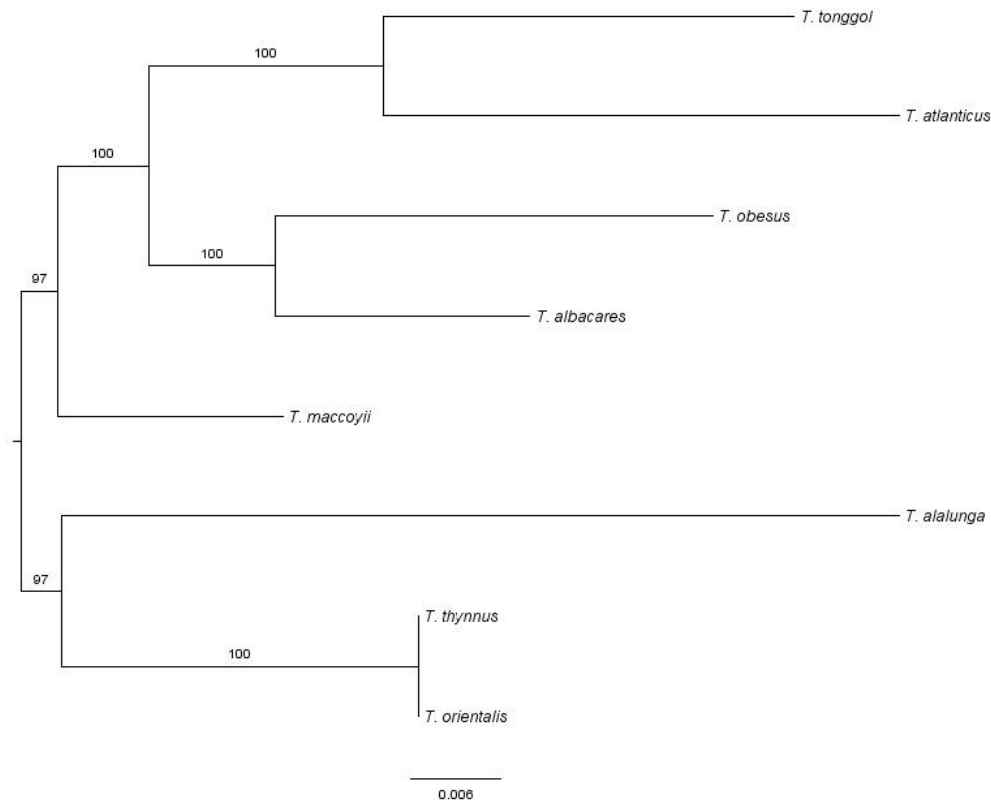 T. tonggol
100
T. atlanticus
100
T. obesus
100
97
T. albacares
T. maccoyii
T. alalunga
97
T. thynnus
100
T. orientalis
0.006